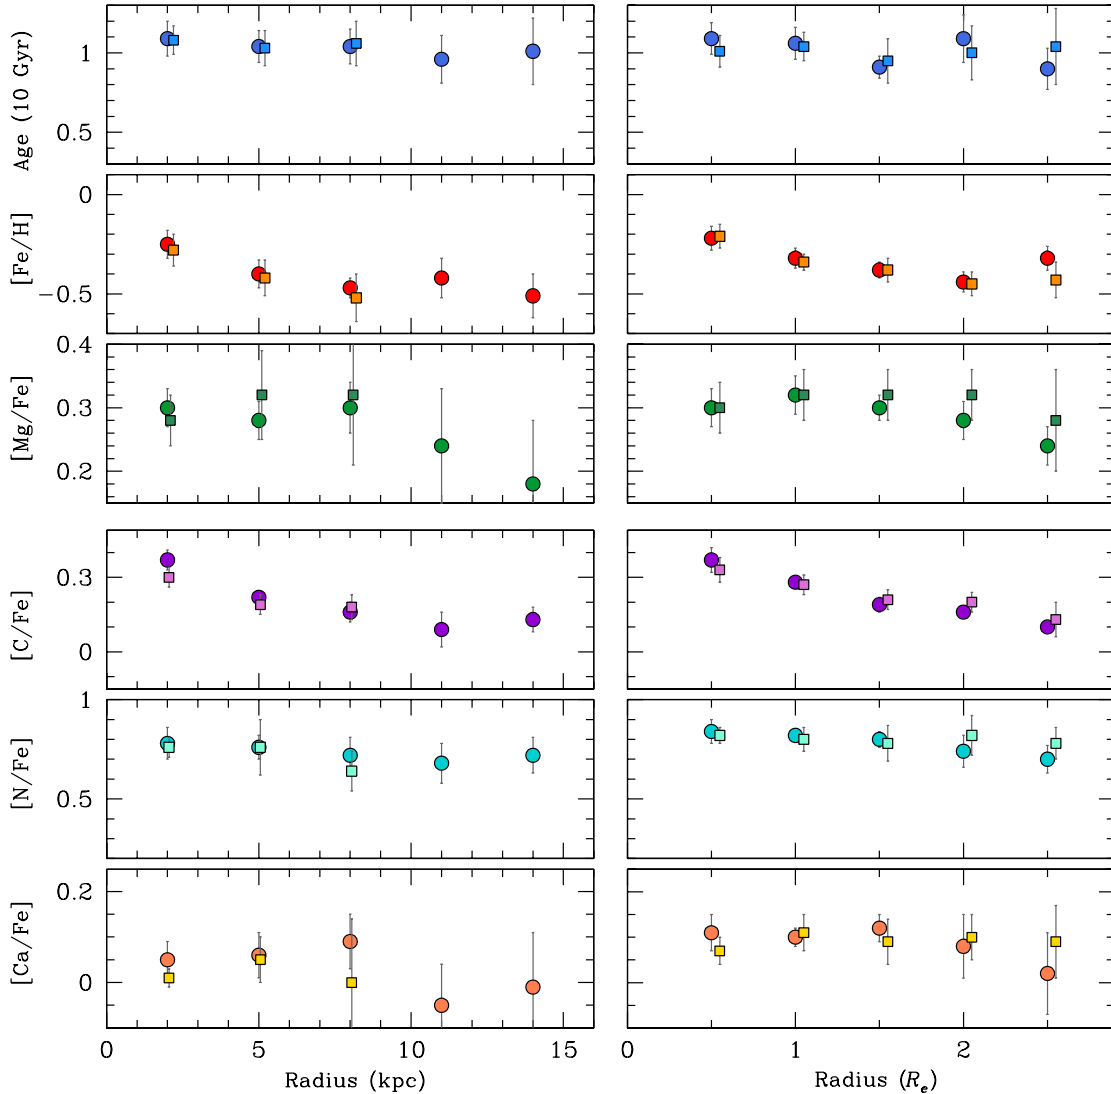 Age (10 Gyr)
1
0.5
[Fe/H]
0
−0.5
[Mg/Fe]
0.4
0.3
0.2
[C/Fe]
0.3
0
[N/Fe]
1
0.5
[Ca/Fe]
0.2
0
0 5 10 15 0 1 2
Radius (kpc) Radius (Re)